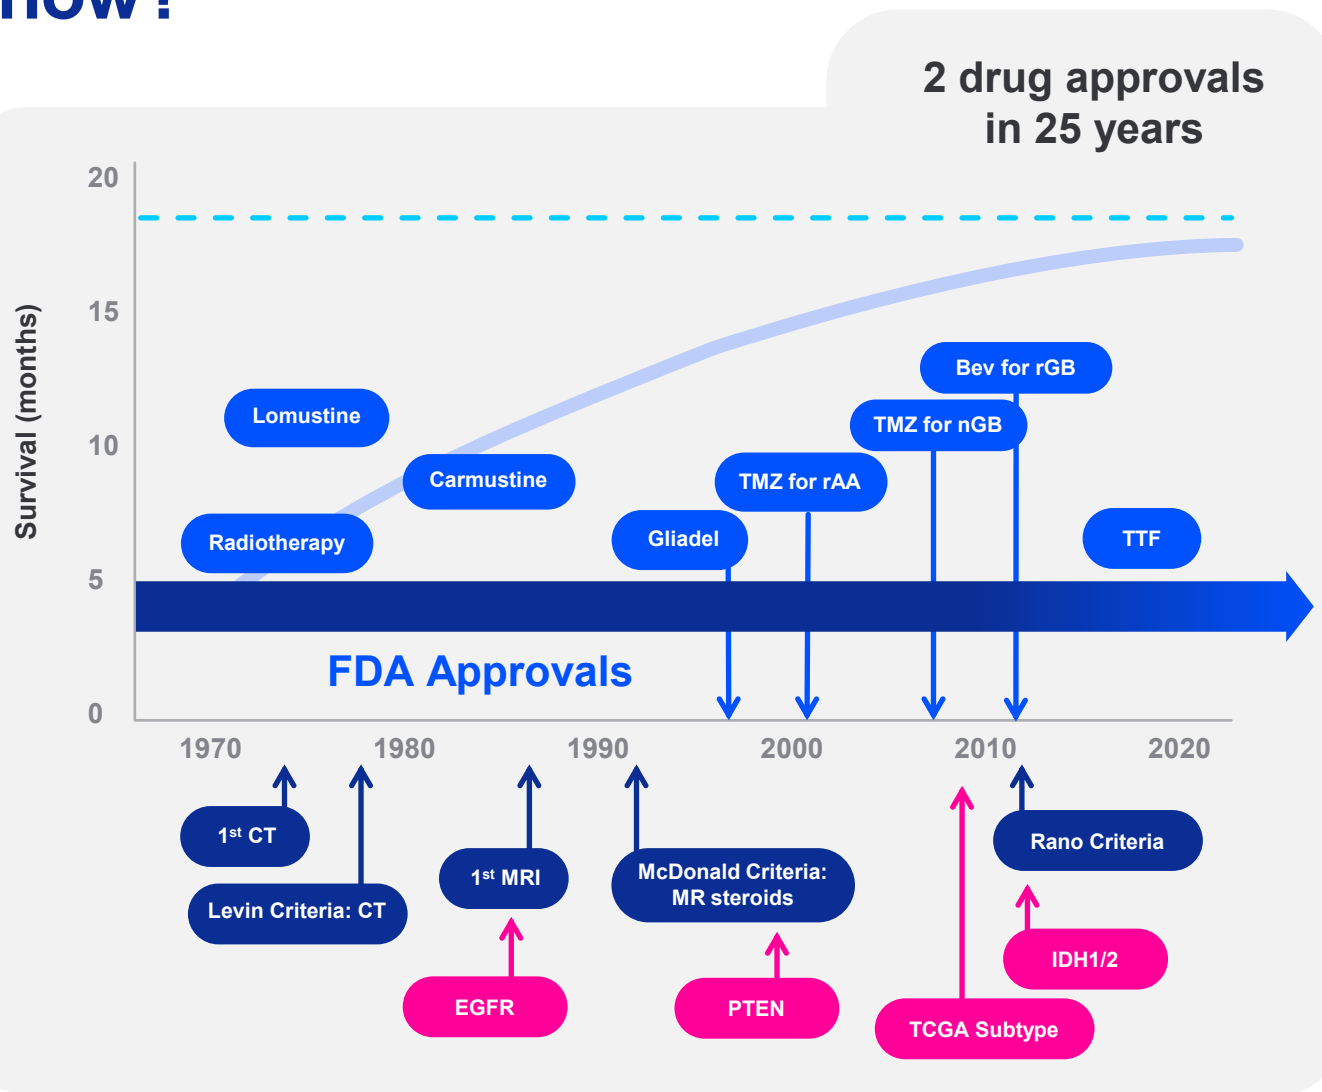 now?
2 drug approvals
in 25 years
Survival (months)
20
15
10
5
0
Bev for rGB
Lomustine
TMZ for nGB
Carmustine
TMZ for rAA
Radiotherapy
Gliadel
TTF
FDA Approvals
1970 1980 1990 2000 2010 2020
1st CT
Rano Criteria
1st MRI
McDonald Criteria:
MR steroids
Levin Criteria: CT
IDH1/2
EGFR
PTEN
TCGA Subtype